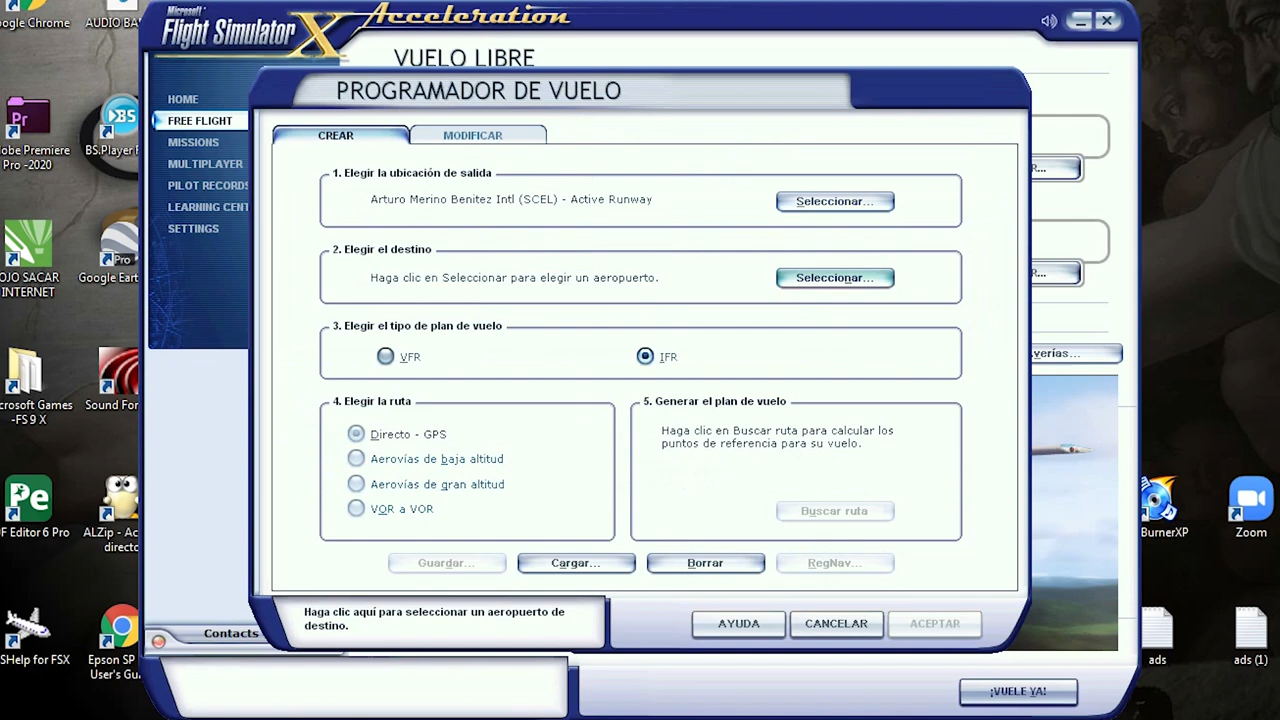 Google Chrome
AUDIO BA
Microsoft
Flight Simulator X
Acceleration
VUELO LIBRE
PROGRAMADOR DE VUELO
HOME
FREE FLIGHT
MISSIONS
MULTIPLAYER
PILOT RECORDS
LEARNING CENT
SETTINGS
dobe Premiere
Pro -2020
BS.Player F
OJO SACAR
INTERNET
Google Eart
Pro
crosoft Games
-FS 9 X
Sound For
DF Editor 6 Pro
ALZip - Ac
directo
SHelp for FSX
Epson SP
User's Gu
CREAR
MODIFICAR
1. Elegir la ubicación de salida
Arturo Merino Benitez Intl (SCEL) - Active Runway
Seleccionar...
R...
2. Elegir el destino
Haga clic en Seleccionar para elegir un aeropuerto.
Seleccionar...
R...
3. Elegir el tipo de plan de vuelo
VFR
IFR
verías...
4. Elegir la ruta
Directo - GPS
Aerovías de baja altitud
Aerovías de gran altitud
VOR a VOR
5. Generar el plan de vuelo
Haga clic en Buscar ruta para calcular los
puntos de referencia para su vuelo.
Buscar ruta
Guardar...
Cargar...
Borrar
RegNav...
Haga clic aquí para seleccionar un aeropuerto de
destino.
AYUDA
CANCELAR
ACEPTAR
Contacts
¡VUELE YA!
BurnerXP
Zoom
ads
ads (1)
Pr
BS
Pe